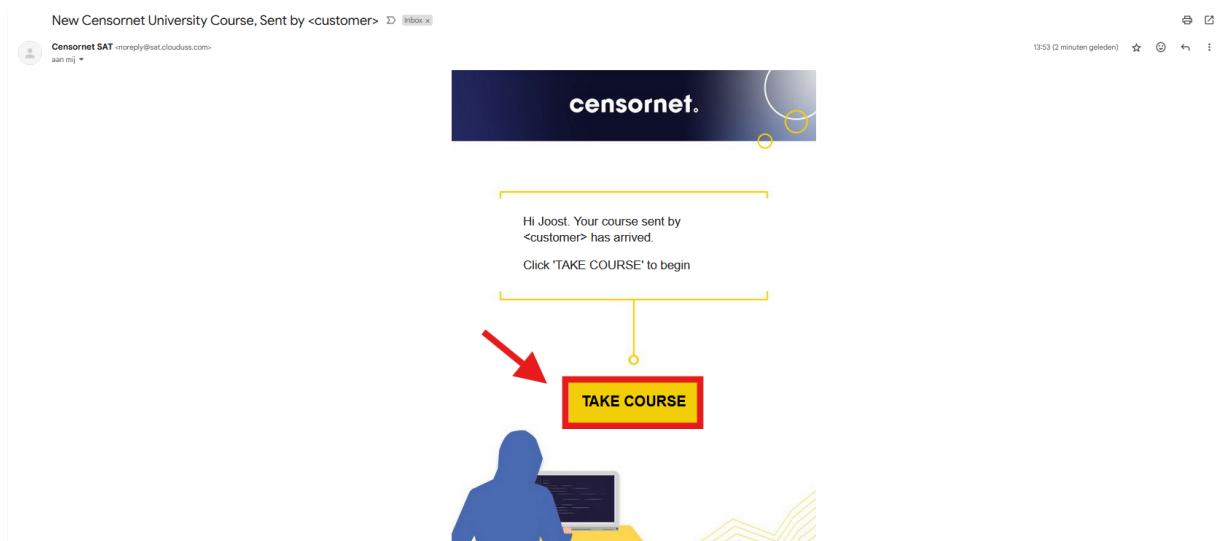 New Censornet University Course, Sent by <customer> Inbox x
Censornet SAT <noreply@sat.clouduss.com>
13:53 (2 minuten geleden)
aan mij
censornet.
Hi Joost. Your course sent by
<customer> has arrived.
Click 'TAKE COURSE' to begin
TAKE COURSE